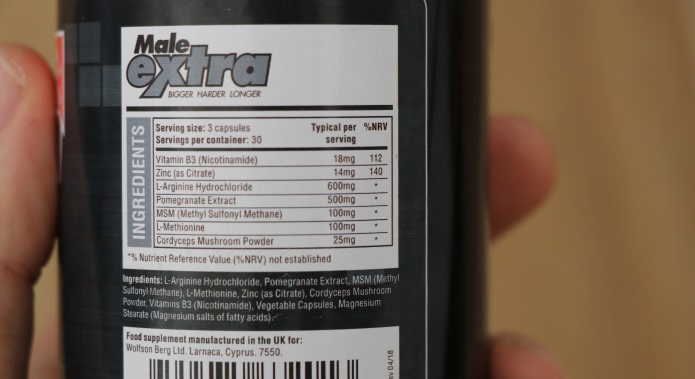 Male
extra
BIGGER HARDER LONGER
INGREDIENTS
Serving size: 3 capsules Typical per %NRV
Servings per container: 30 serving
Vitamin B3 (Nicotinamide) 18mg 112
Zinc (as Citrate) 14mg 140
L-Arginine Hydrochloride 600mg *
Pomegranate Extract 500mg *
MSM (Methyl Sulfonyl Methane) 100mg *
L-Methionine 100mg *
Cordyceps Mushroom Powder 25mg *
*% Nutrient Reference Value (%NRV) not established
Ingredients: L-Arginine Hydrochloride, Pomegranate Extract, MSM (Methyl
Sulfonyl Methane), L-Methionine, Zinc (as Citrate), Cordyceps Mushroom
Powder, Vitamins B3 (Nicotinamide), Vegetable Capsules, Magnesium
Stearate (Magnesium salts of fatty acids).
Food supplement manufactured in the UK for:
Wolfson Berg Ltd. Larnaca, Cyprus. 7550.
04/18